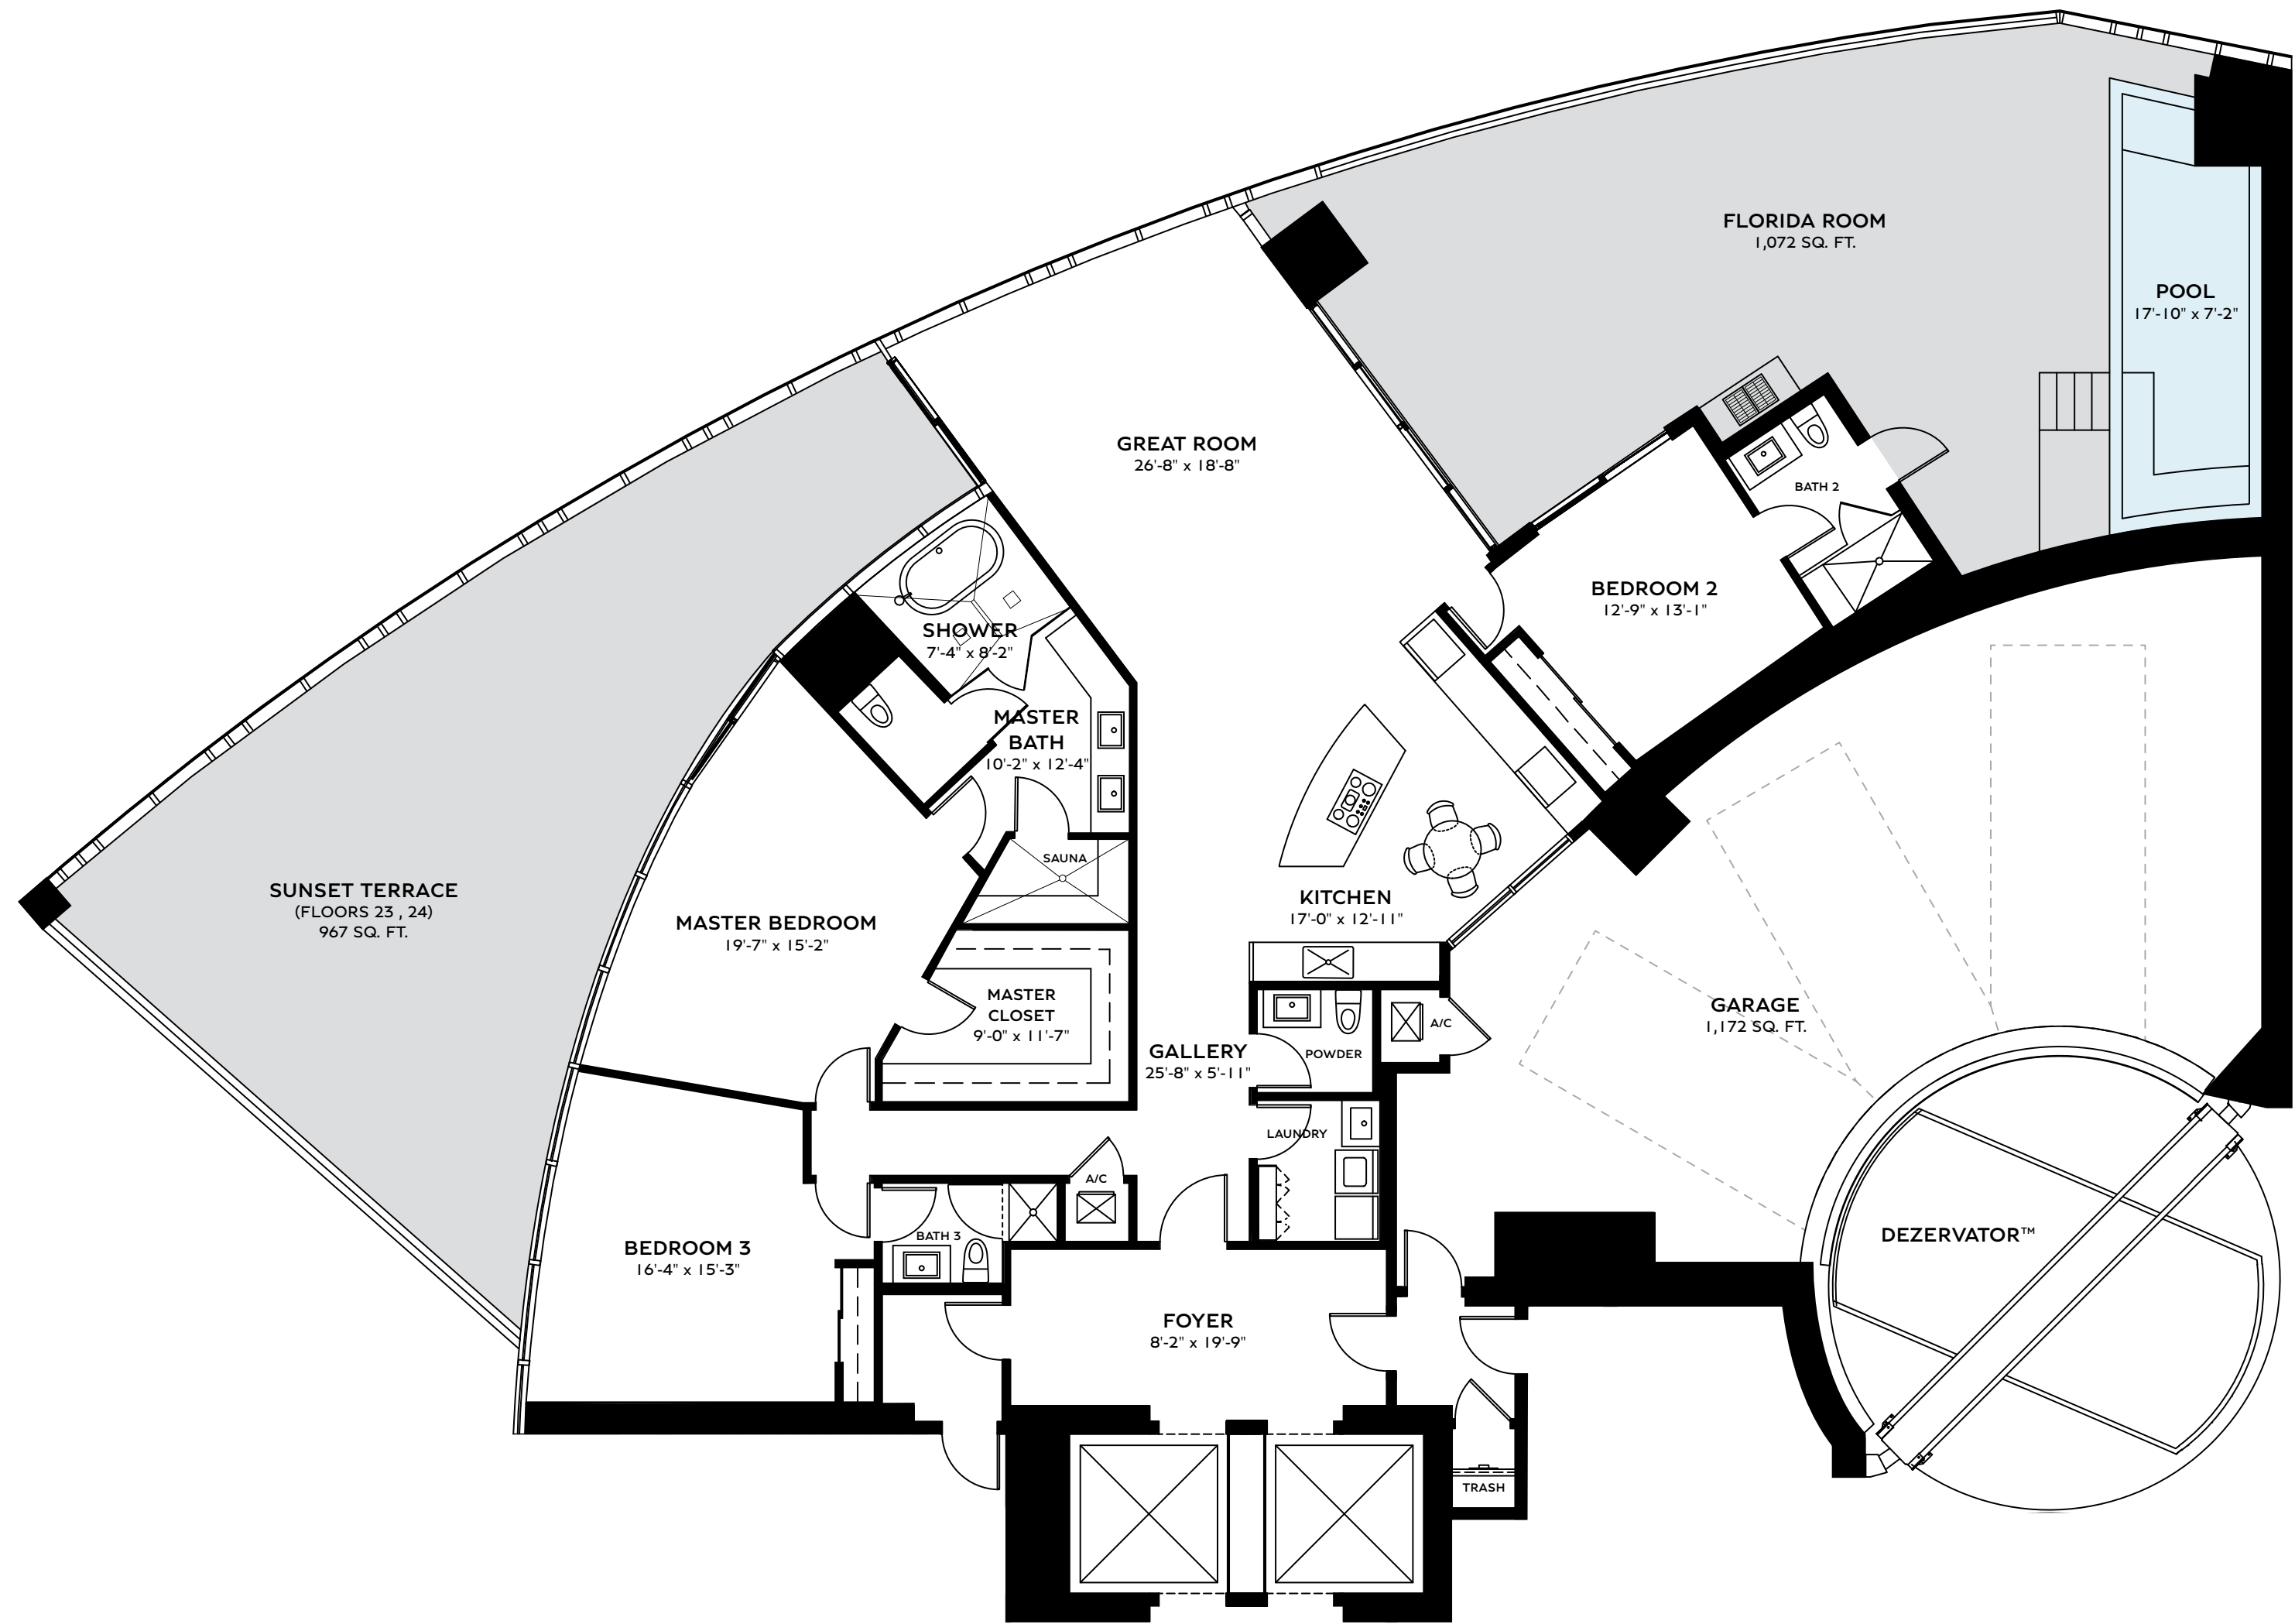 FLORIDA ROOM
1,072 SQ. FT.
POOL
17'-10" x 7'-2"
GREAT ROOM
26'-8" x 18'-8"
BATH 2
BEDROOM 2
12'-9" x 13'-1"
SHOWER
7'-4" x 8'-2"
MASTER
BATH
10'-2" x 12'-4"
SAUNA
SUNSET TERRACE
(FLOORS 23 , 24)
967 SQ. FT.
MASTER BEDROOM
19'-7" x 15'-2"
KITCHEN
17'-0" x 12'-11"
MASTER
CLOSET
9'-0" x 11'-7"
GARAGE
1,172 SQ. FT.
A/C
GALLERY
25'-8" x 5'-11"
POWDER
LAUNDRY
A/C
BATH 3
BEDROOM 3
16'-4" x 15'-3"
DEZERVATOR™
FOYER
8'-2" x 19'-9"
TRASH